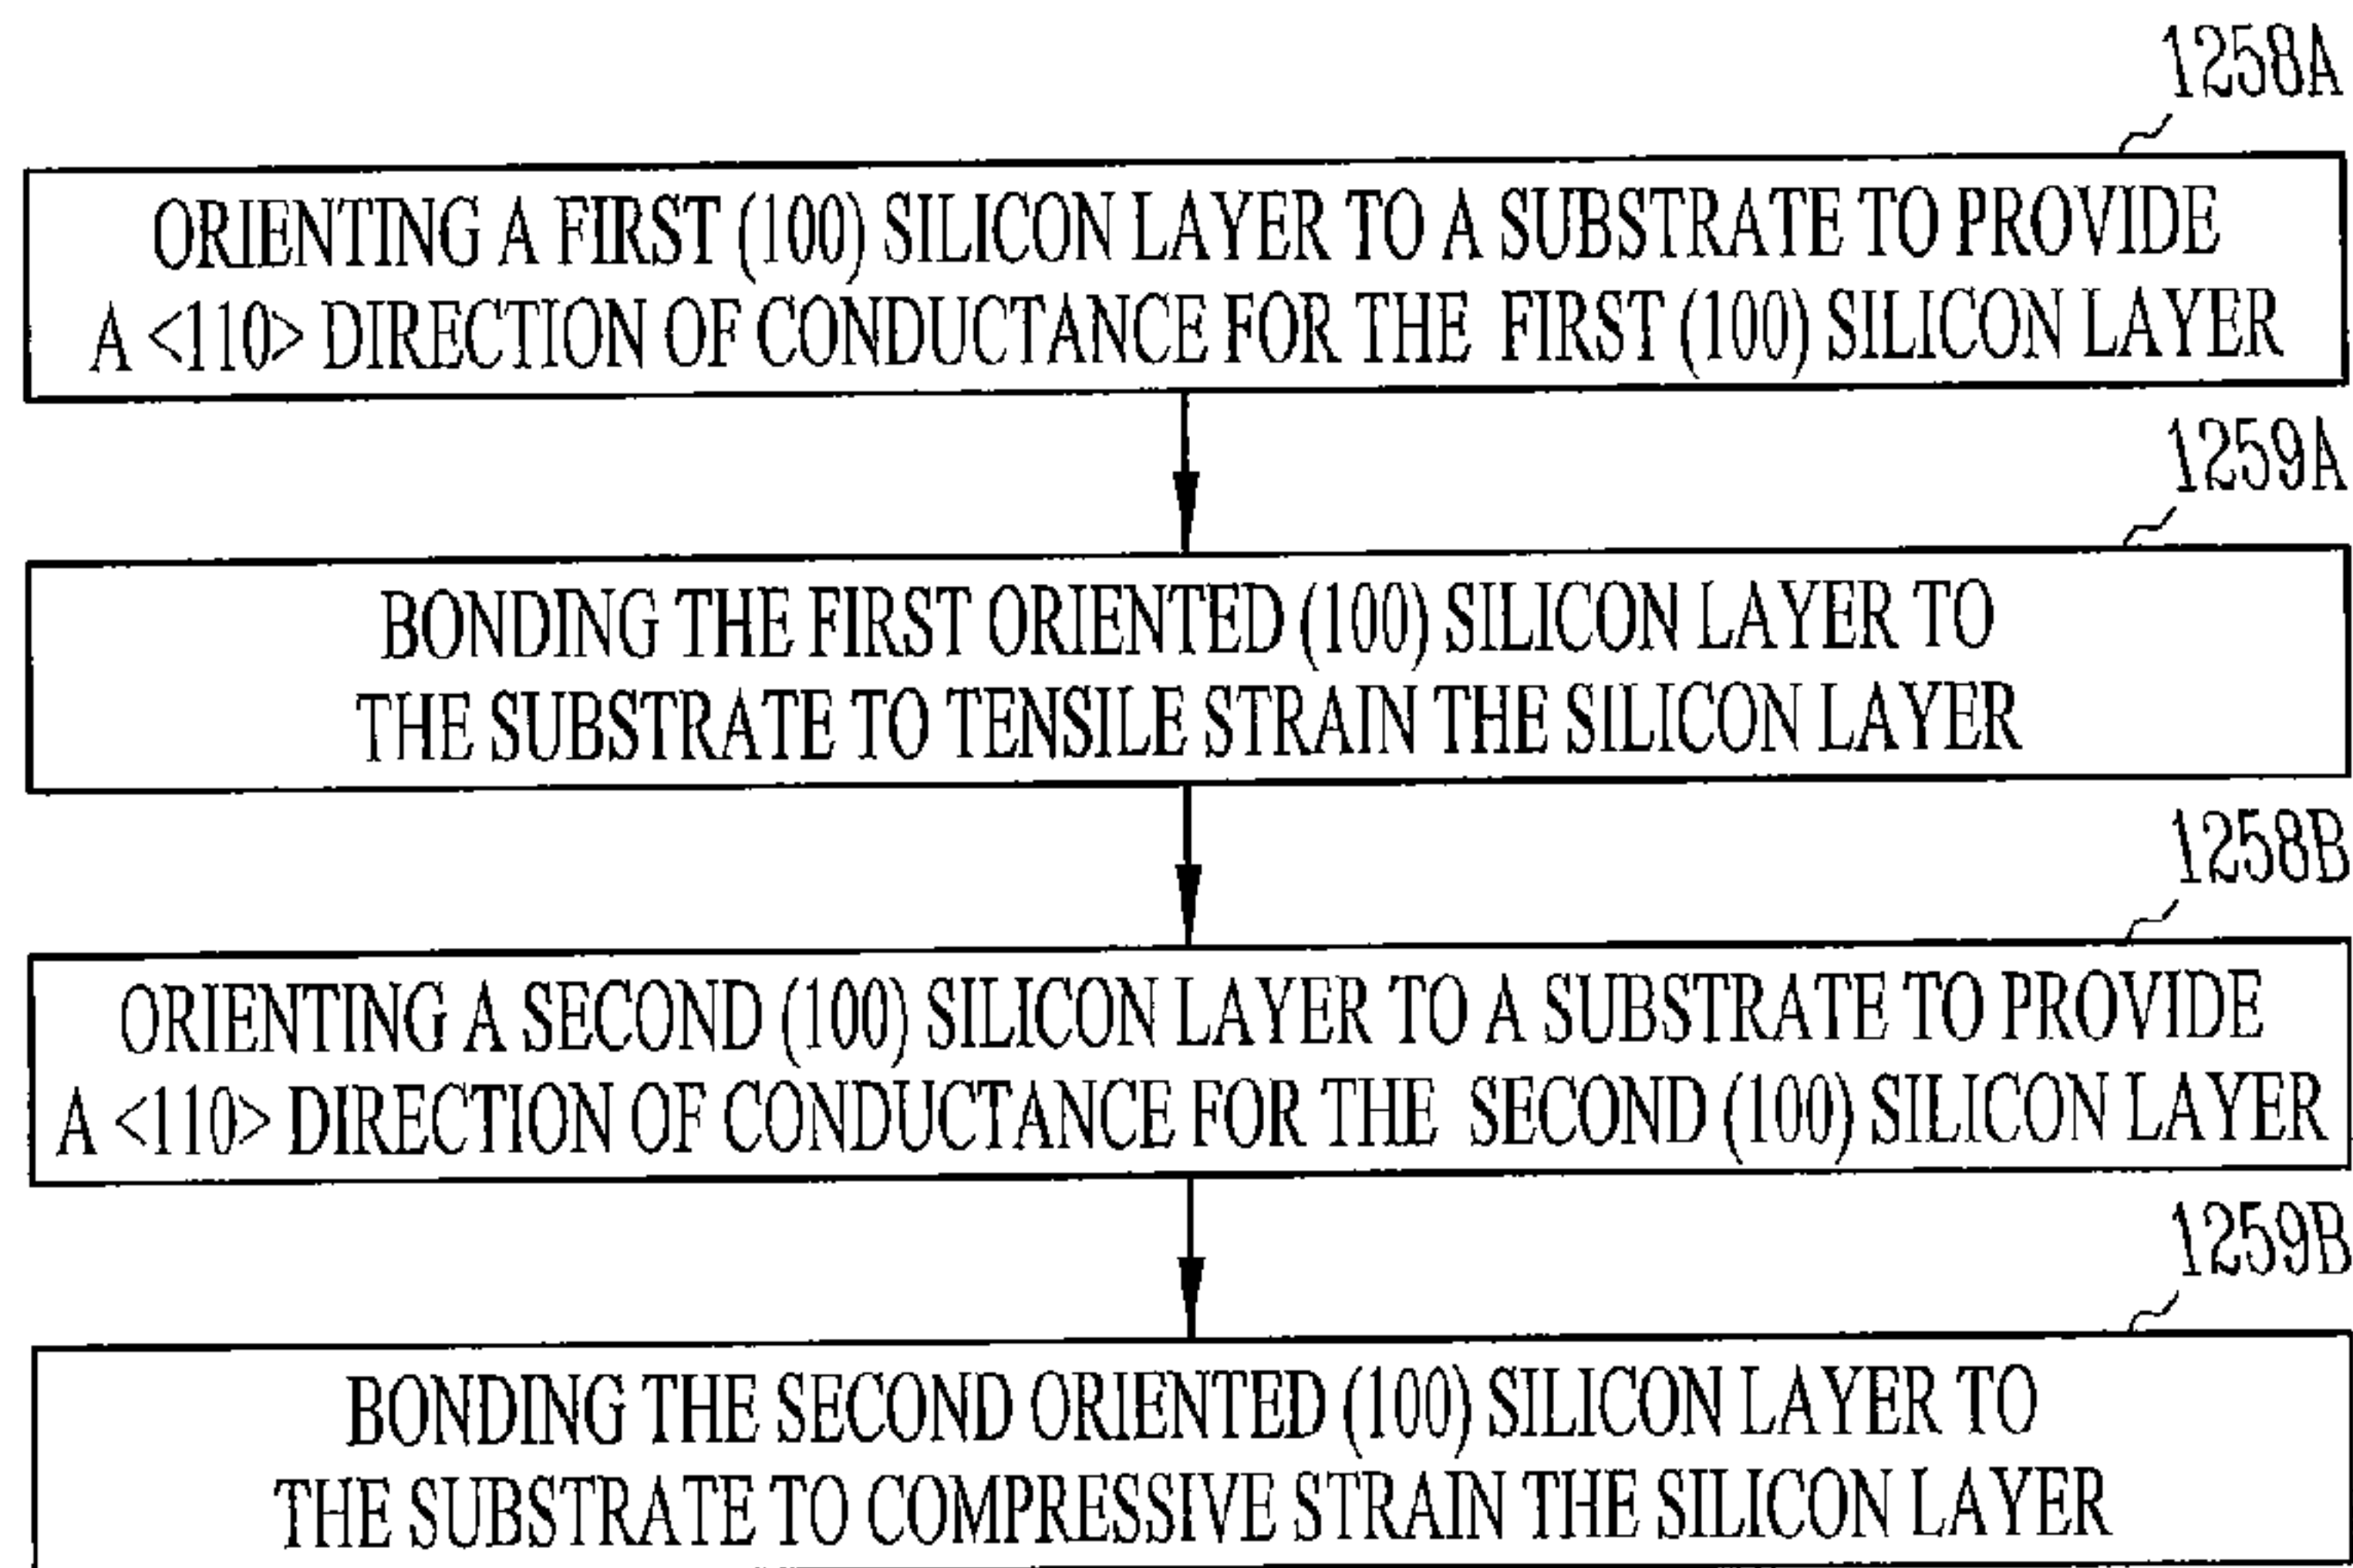 1258A
ORIENTING A FIRST (100) SILICON LAYER TO A SUBSTRATE TO PROVIDE
A <110> DIRECTION OF CONDUCTANCE FOR THE FIRST (100) SILICON LAYER
1259A
BONDING THE FIRST ORIENTED (100) SILICON LAYER TO
THE SUBSTRATE TO TENSILE STRAIN THE SILICON LAYER
1258B
ORIENTING A SECOND (100) SILICON LAYER TO A SUBSTRATE TO PROVIDE
A <110> DIRECTION OF CONDUCTANCE FOR THE SECOND (100) SILICON LAYER
1259B
BONDING THE SECOND ORIENTED (100) SILICON LAYER TO
THE SUBSTRATE TO COMPRESSIVE STRAIN THE SILICON LAYER